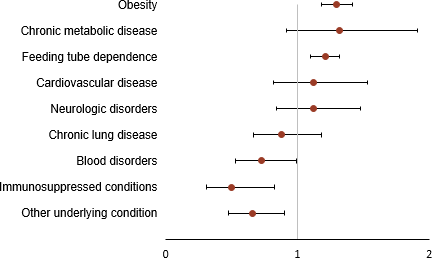 Obesity
Chronic metabolic disease
Feeding tube dependence
Cardiovascular disease
Neurologic disorders
Chronic lung disease
Blood disorders
Immunosuppressed conditions
Other underlying condition
0 1 2